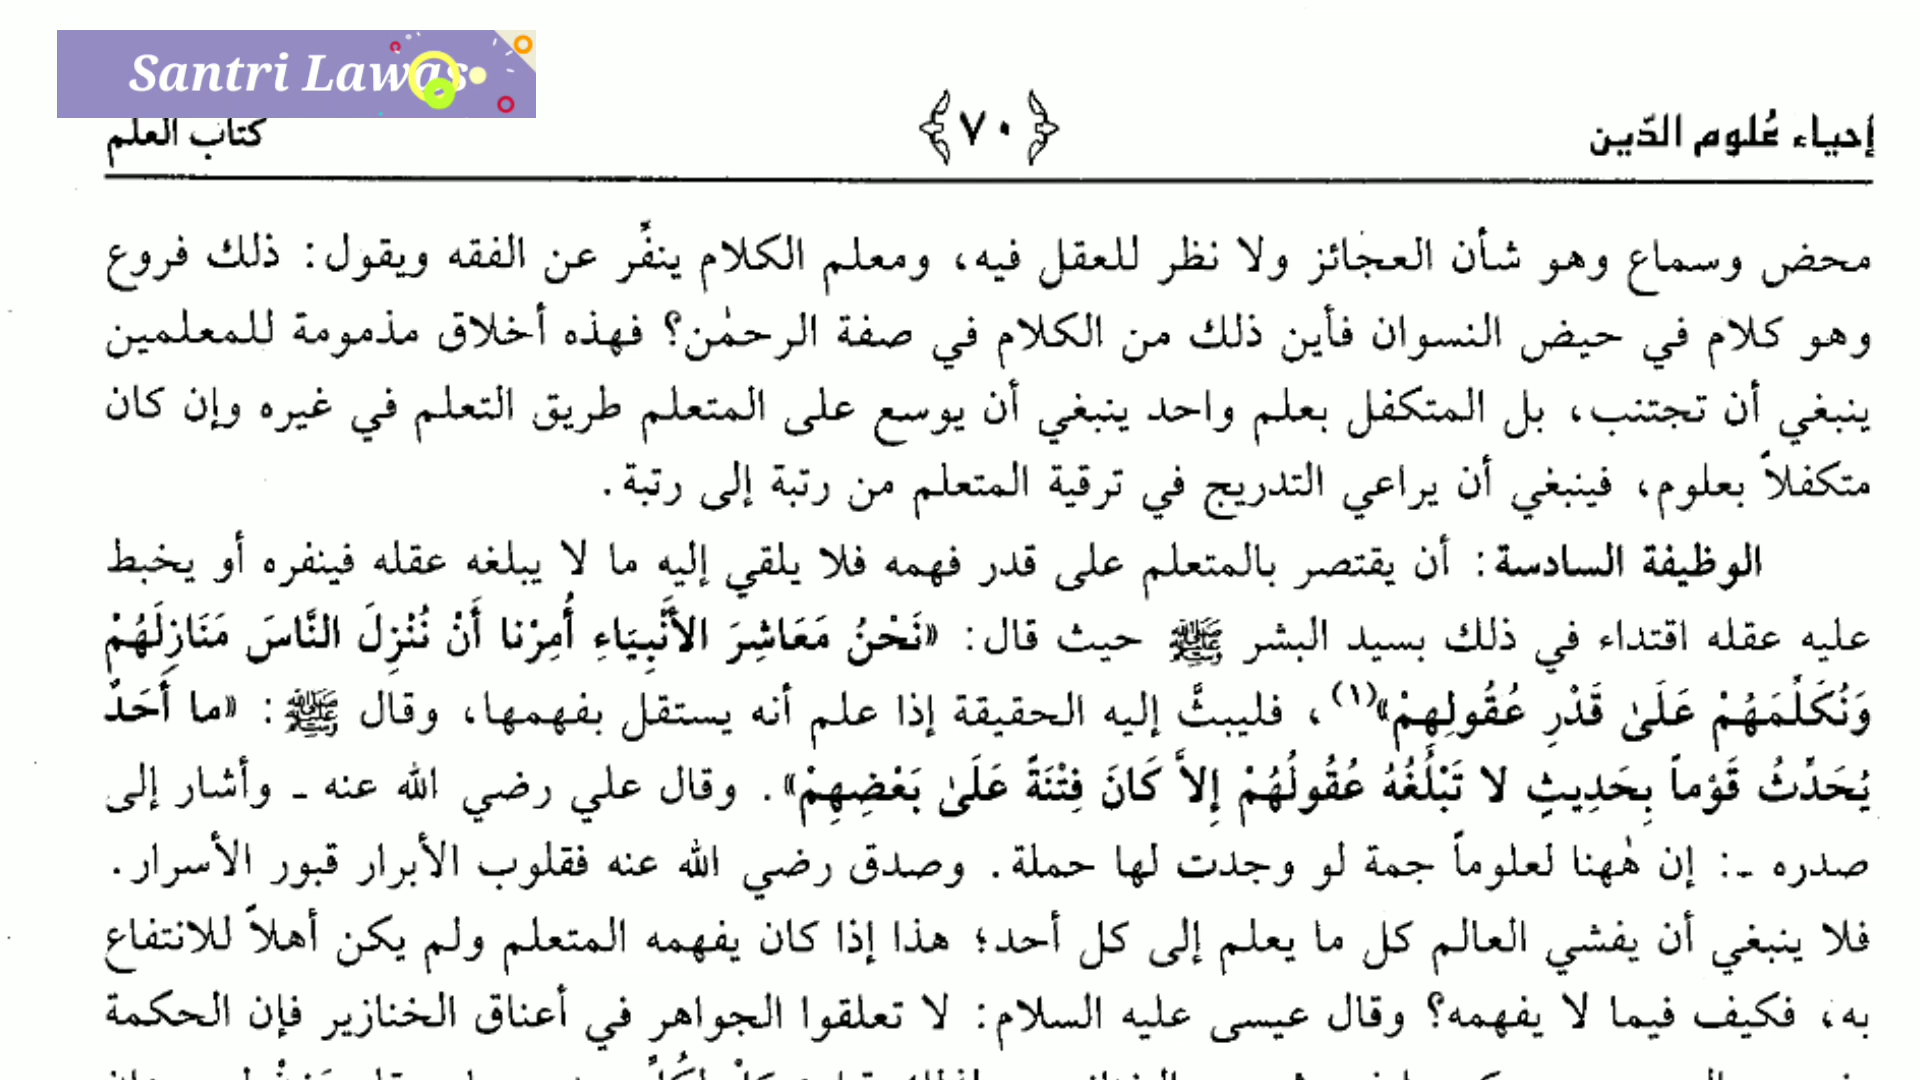 Santri Lawas
إحياء عُلوم الدّين ٧٠ كتاب العلم
محض وسماع وهو شأن العجائز ولا نظر للعقل فيه، ومعلم الكلام ينفِّر عن الفقه ويقول: ذلك فروع
وهو كلام في حيض النسوان فأين ذلك من الكلام في صفة الرحمٰن؟ فهذه أخلاق مذمومة للمعلمين
ينبغي أن تجتنب، بل المتكفل بعلم واحد ينبغي أن يوسع على المتعلم طريق التعلم في غيره وإن كان
متكفلاً بعلوم، فينبغي أن يراعي التدريج في ترقية المتعلم من رتبة إلى رتبة.
الوظيفة السادسة: أن يقتصر بالمتعلم على قدر فهمه فلا يلقي إليه ما لا يبلغه عقله فينفره أو يخبط
عليه عقله اقتداء في ذلك بسيد البشر ﷺ حيث قال: «نَحْنُ مَعَاشِرَ الأَنْبِيَاءِ أُمِرْنا أَنْ نُنْزِلَ النَّاسَ مَنَازِلَهُمْ
وَنُكَلِّمَهُمْ عَلَىٰ قَدْرِ عُقُولِهِمْ»(١)، فليبثَّ إليه الحقيقة إذا علم أنه يستقل بفهمها، وقال ﷺ: «ما أَحَدٌ
يُحَدِّثُ قَوْماً بِحَدِيثٍ لا تَبْلُغُهُ عُقُولُهُمْ إِلاَّ كَانَ فِتْنَةً عَلَىٰ بَعْضِهِمْ». وقال علي رضي الله عنه ـ وأشار إلى
صدره ـ: إن هٰهنا لعلوماً جمة لو وجدت لها حملة. وصدق رضي الله عنه فقلوب الأبرار قبور الأسرار.
فلا ينبغي أن يفشي العالم كل ما يعلم إلى كل أحد؛ هذا إذا كان يفهمه المتعلم ولم يكن أهلاً للانتفاع
به، فكيف فيما لا يفهمه؟ وقال عيسى عليه السلام: لا تعلقوا الجواهر في أعناق الخنازير فإن الحكمة